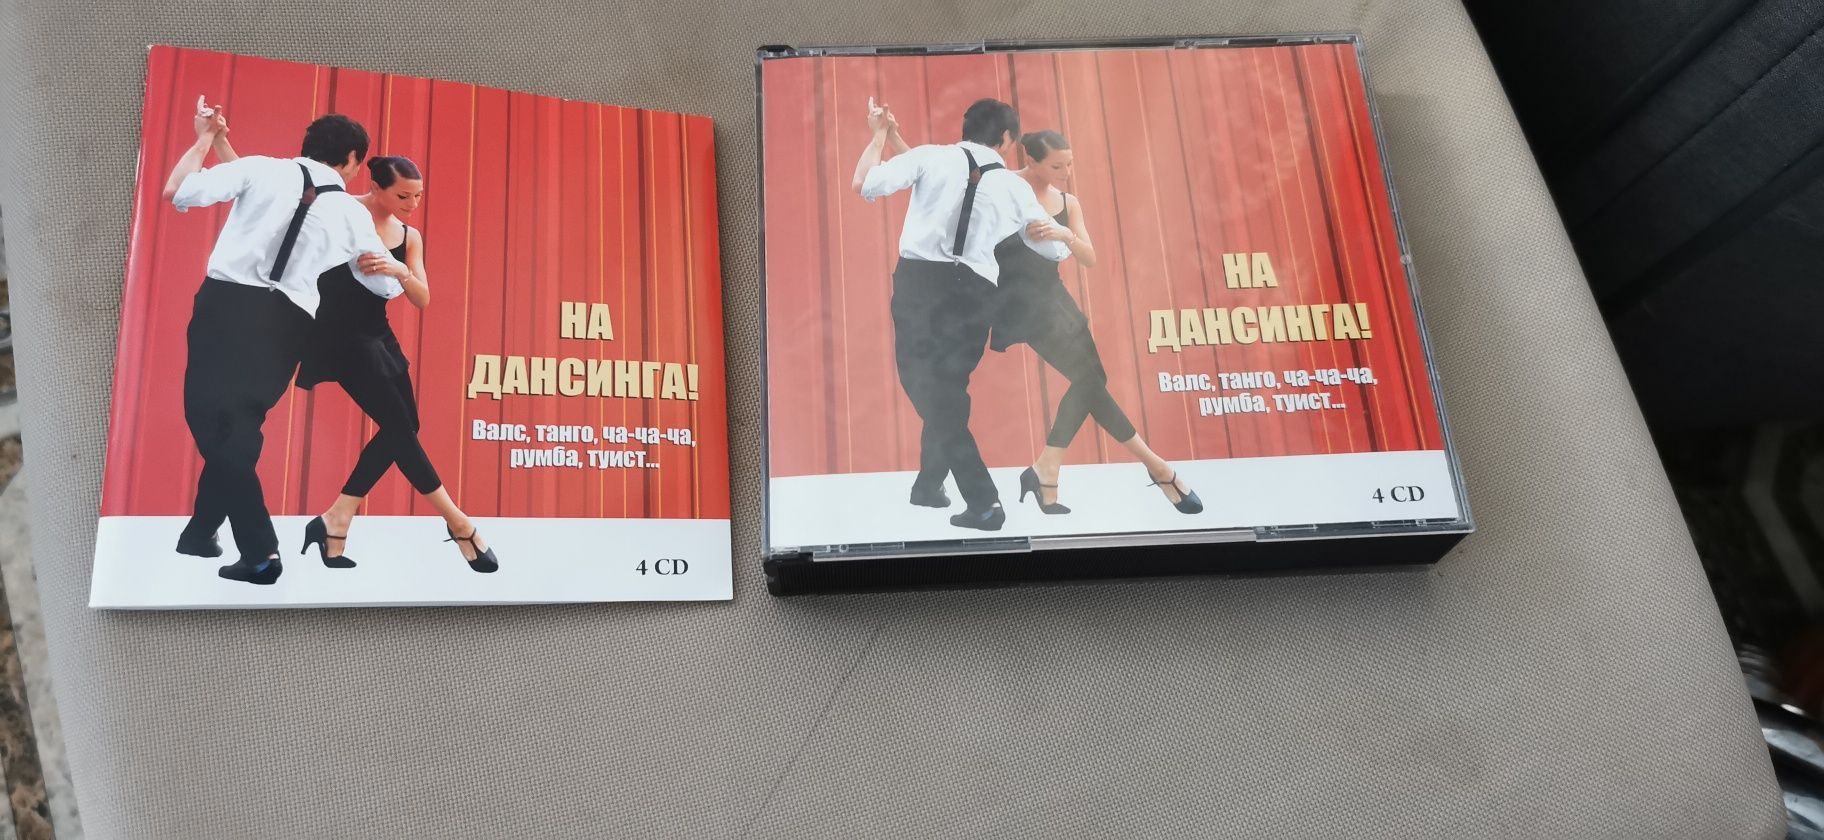 НА
ДАНСИНГА!
Валс, танго, ча-ча-ча,
румба, туист...
4 CD
НА
ДАНСИНГА!
Валс, танго, ча-ча-ча,
румба, туист...
4 CD